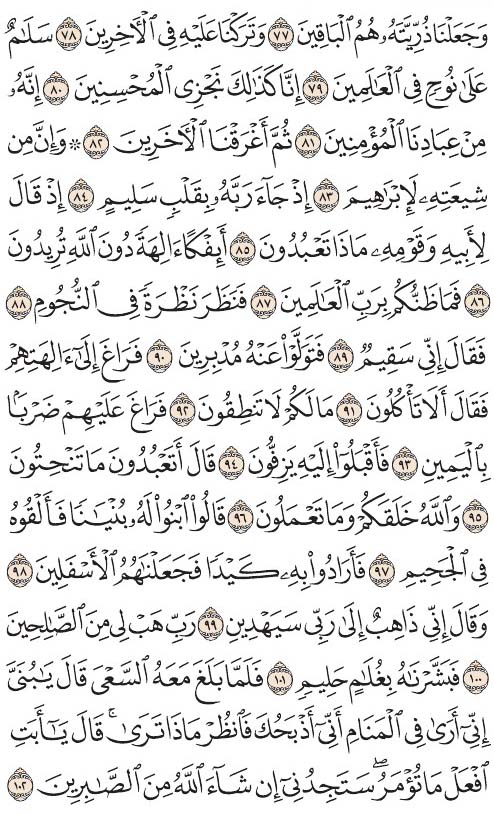 وَجَعَلْنَا ذُرِّيَّتَهُۥ هُمُ ٱلْبَاقِينَ ٧٧ وَتَرَكْنَا عَلَيْهِ فِى ٱلْـَٔاخِرِينَ ٧٨ سَلَـٰمٌ
عَلَىٰ نُوحٍ فِى ٱلْعَـٰلَمِينَ ٧٩ إِنَّا كَذَٰلِكَ نَجْزِى ٱلْمُحْسِنِينَ ٨٠ إِنَّهُۥ
مِنْ عِبَادِنَا ٱلْمُؤْمِنِينَ ٨١ ثُمَّ أَغْرَقْنَا ٱلْـَٔاخَرِينَ ٨٢ ۞ وَإِنَّ مِن
شِيعَتِهِۦ لَإِبْرَٰهِيمَ ٨٣ إِذْ جَآءَ رَبَّهُۥ بِقَلْبٍ سَلِيمٍ ٨٤ إِذْ قَالَ
لِأَبِيهِ وَقَوْمِهِۦ مَاذَا تَعْبُدُونَ ٨٥ أَئِفْكًا ءَالِهَةً دُونَ ٱللَّهِ تُرِيدُونَ
٨٦ فَمَا ظَنُّكُم بِرَبِّ ٱلْعَـٰلَمِينَ ٨٧ فَنَظَرَ نَظْرَةً فِى ٱلنُّجُومِ ٨٨
فَقَالَ إِنِّى سَقِيمٌ ٨٩ فَتَوَلَّوْا۟ عَنْهُ مُدْبِرِينَ ٩٠ فَرَاغَ إِلَىٰٓ ءَالِهَتِهِمْ
فَقَالَ أَلَا تَأْكُلُونَ ٩١ مَا لَكُمْ لَا تَنطِقُونَ ٩٢ فَرَاغَ عَلَيْهِمْ ضَرْبًۢا
بِٱلْيَمِينِ ٩٣ فَأَقْبَلُوٓا۟ إِلَيْهِ يَزِفُّونَ ٩٤ قَالَ أَتَعْبُدُونَ مَا تَنْحِتُونَ
٩٥ وَٱللَّهُ خَلَقَكُمْ وَمَا تَعْمَلُونَ ٩٦ قَالُوا۟ ٱبْنُوا۟ لَهُۥ بُنْيَـٰنًا فَأَلْقُوهُ
فِى ٱلْجَحِيمِ ٩٧ فَأَرَادُوا۟ بِهِۦ كَيْدًا فَجَعَلْنَـٰهُمُ ٱلْأَسْفَلِينَ ٩٨
وَقَالَ إِنِّى ذَاهِبٌ إِلَىٰ رَبِّى سَيَهْدِينِ ٩٩ رَبِّ هَبْ لِى مِنَ ٱلصَّـٰلِحِينَ
١٠٠ فَبَشَّرْنَـٰهُ بِغُلَـٰمٍ حَلِيمٍ ١٠١ فَلَمَّا بَلَغَ مَعَهُ ٱلسَّعْىَ قَالَ يَـٰبُنَىَّ
إِنِّىٓ أَرَىٰ فِى ٱلْمَنَامِ أَنِّىٓ أَذْبَحُكَ فَٱنظُرْ مَاذَا تَرَىٰ ۚ قَالَ يَـٰٓأَبَتِ
ٱفْعَلْ مَا تُؤْمَرُ ۖ سَتَجِدُنِىٓ إِن شَآءَ ٱللَّهُ مِنَ ٱلصَّـٰبِرِينَ ١٠٢